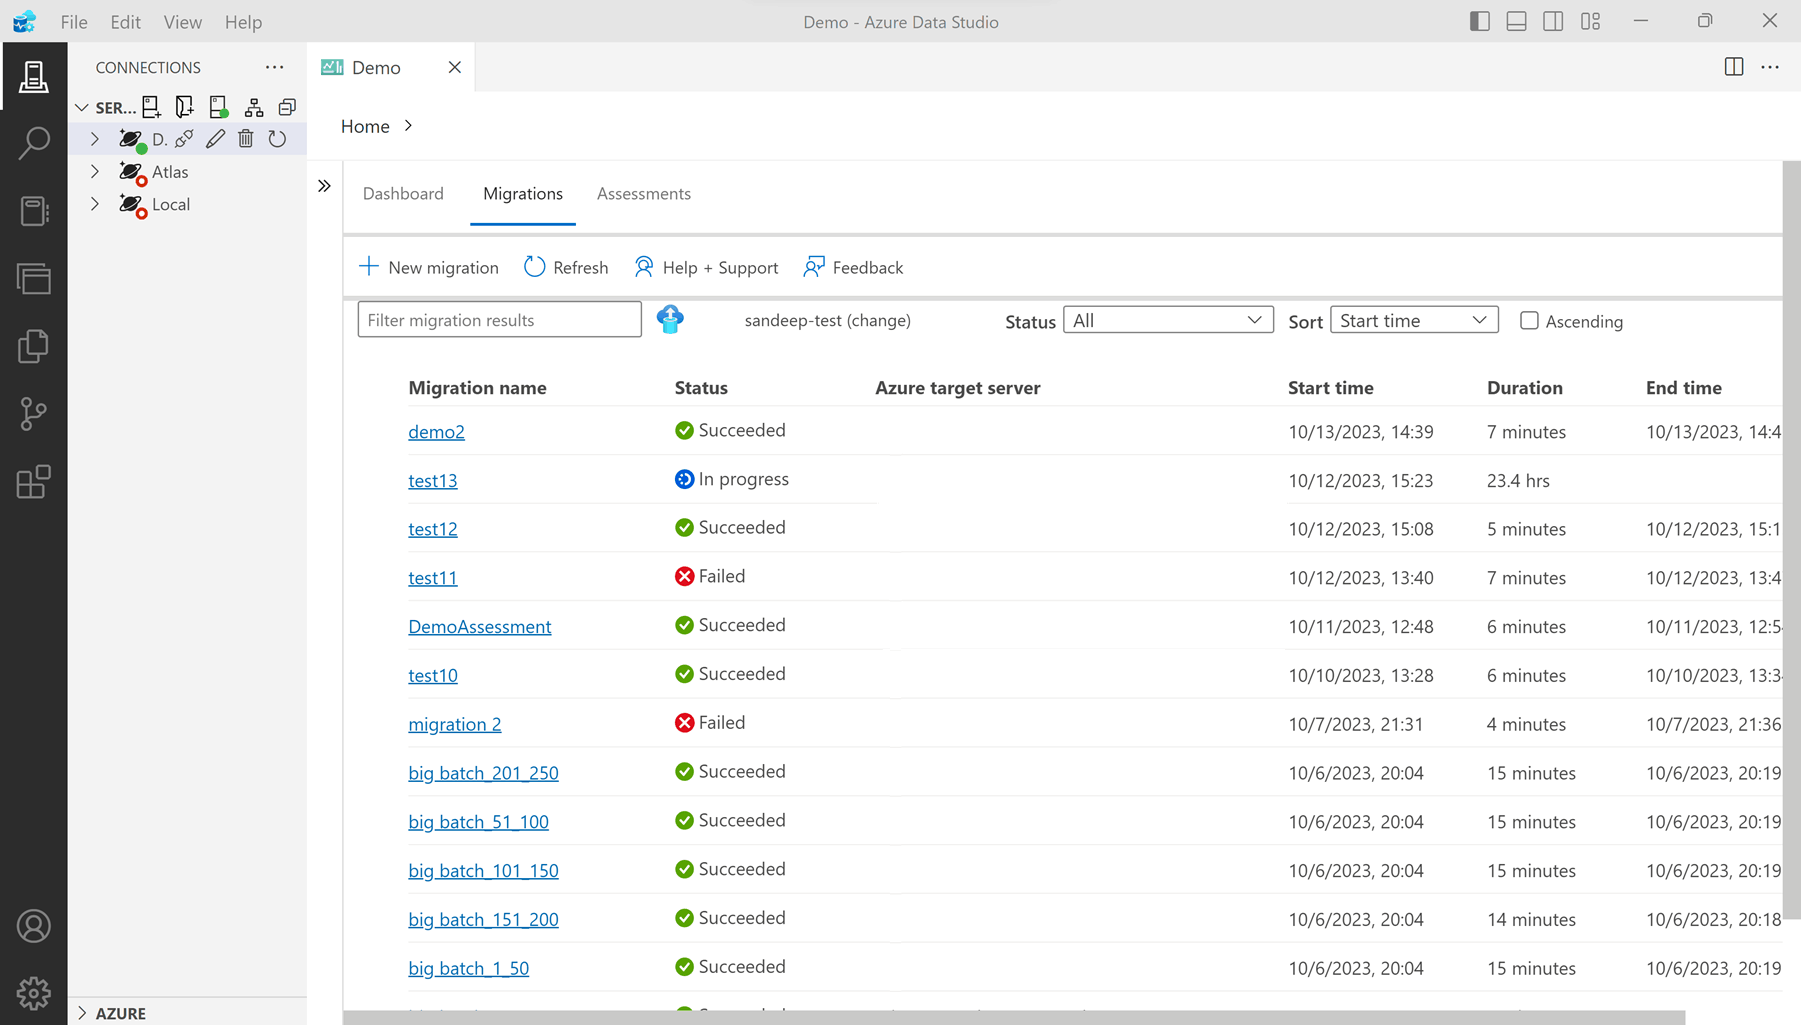 File Edit View Help
Demo - Azure Data Studio
CONNECTIONS
SER...
D.
Atlas
Local
AZURE
Demo
Home
Dashboard Migrations Assessments
New migration Refresh Help + Support Feedback
Filter migration results sandeep-test (change) Status All Sort Start time Ascending
Migration name Status Azure target server Start time Duration End time
demo2 Succeeded 10/13/2023, 14:39 7 minutes 10/13/2023, 14:4
test13 In progress 10/12/2023, 15:23 23.4 hrs
test12 Succeeded 10/12/2023, 15:08 5 minutes 10/12/2023, 15:1
test11 Failed 10/12/2023, 13:40 7 minutes 10/12/2023, 13:4
DemoAssessment Succeeded 10/11/2023, 12:48 6 minutes 10/11/2023, 12:5
test10 Succeeded 10/10/2023, 13:28 6 minutes 10/10/2023, 13:3
migration 2 Failed 10/7/2023, 21:31 4 minutes 10/7/2023, 21:36
big batch_201_250 Succeeded 10/6/2023, 20:04 15 minutes 10/6/2023, 20:19
big batch_51_100 Succeeded 10/6/2023, 20:04 15 minutes 10/6/2023, 20:19
big batch_101_150 Succeeded 10/6/2023, 20:04 15 minutes 10/6/2023, 20:19
big batch_151_200 Succeeded 10/6/2023, 20:04 14 minutes 10/6/2023, 20:18
big batch_1_50 Succeeded 10/6/2023, 20:04 15 minutes 10/6/2023, 20:19